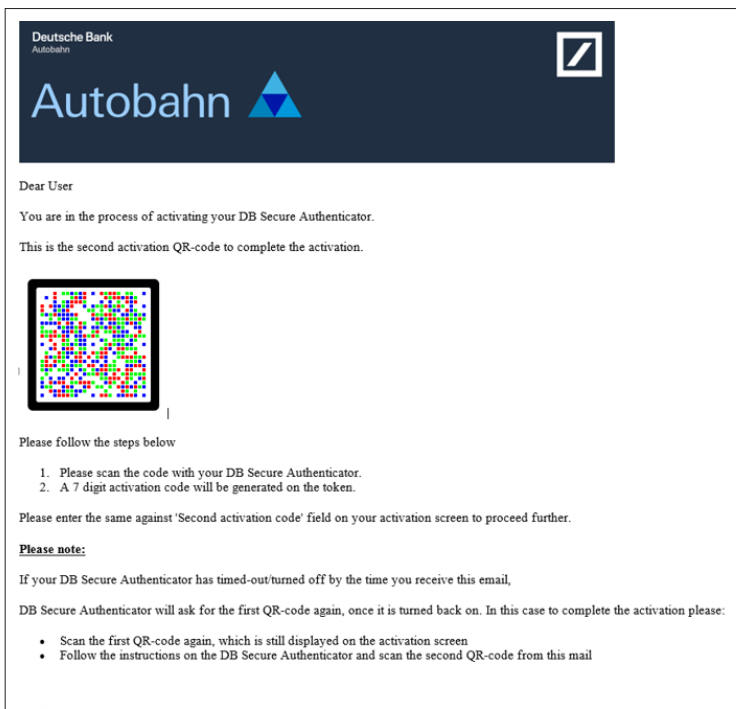 Deutsche Bank
Autobahn
Autobahn
Dear User
You are in the process of activating your DB Secure Authenticator.
This is the second activation QR-code to complete the activation.
Please follow the steps below
1. Please scan the code with your DB Secure Authenticator.
2. A 7 digit activation code will be generated on the token.
Please enter the same against 'Second activation code' field on your activation screen to proceed further.
Please note:
If your DB Secure Authenticator has timed-out/turned off by the time you receive this email,
DB Secure Authenticator will ask for the first QR-code again, once it is turned back on. In this case to complete the activation please:
• Scan the first QR-code again, which is still displayed on the activation screen
• Follow the instructions on the DB Secure Authenticator and scan the second QR-code from this mail